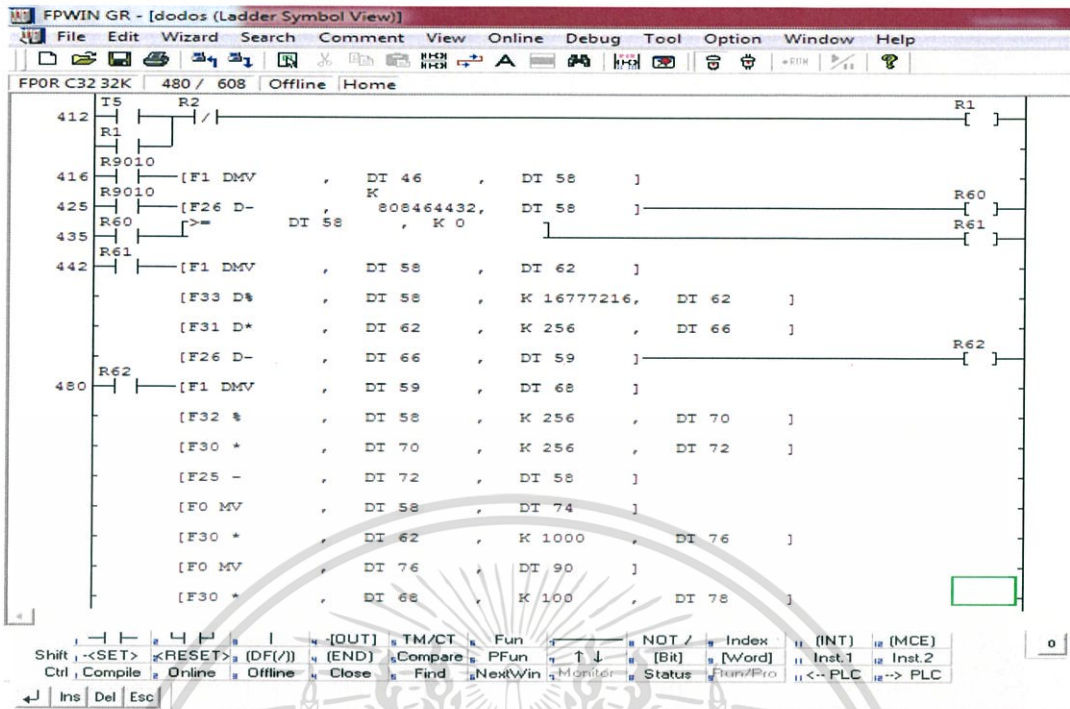 FPWIN GR - [dodos (Ladder Symbol View)]
File Edit Wizard Search Comment View Online Debug Tool Option Window Help
FP0R C32 32K 480 / 608 Offline Home
T5 R2 R1
412
R1
R9010
416 [F1 DMV , DT 46 , DT 58 ]
R9010 K R60
425 [F26 D- , 808464432, DT 58 ]
R60 >= DT 58 , K 0 R61
435
R61
442 [F1 DMV , DT 58 , DT 62 ]
[F33 D% , DT 58 , K 16777216, DT 62 ]
[F31 D* , DT 62 , K 256 , DT 66 ]
[F26 D- , DT 66 , DT 59 ] R62
R62
480 [F1 DMV , DT 59 , DT 68 ]
[F32 % , DT 58 , K 256 , DT 70 ]
[F30 * , DT 70 , K 256 , DT 72 ]
[F25 - , DT 72 , DT 58 ]
[F0 MV , DT 58 , DT 74 ]
[F30 * , DT 62 , K 1000 , DT 76 ]
[F0 MV , DT 76 , DT 90 ]
[F30 * , DT 68 , K 100 , DT 78 ]
-[OUT] TM/CT Fun NOT / Index (INT) (MCE)
Shift -<SET> <RESET> (DF(/)) (END) Compare PFun ↑ ↓ [Bit] [Word] Inst.1 Inst.2
Ctrl Compile Online Offline Close Find NextWin Monitor Status Run/Pro <-- PLC --> PLC
Ins Del Esc